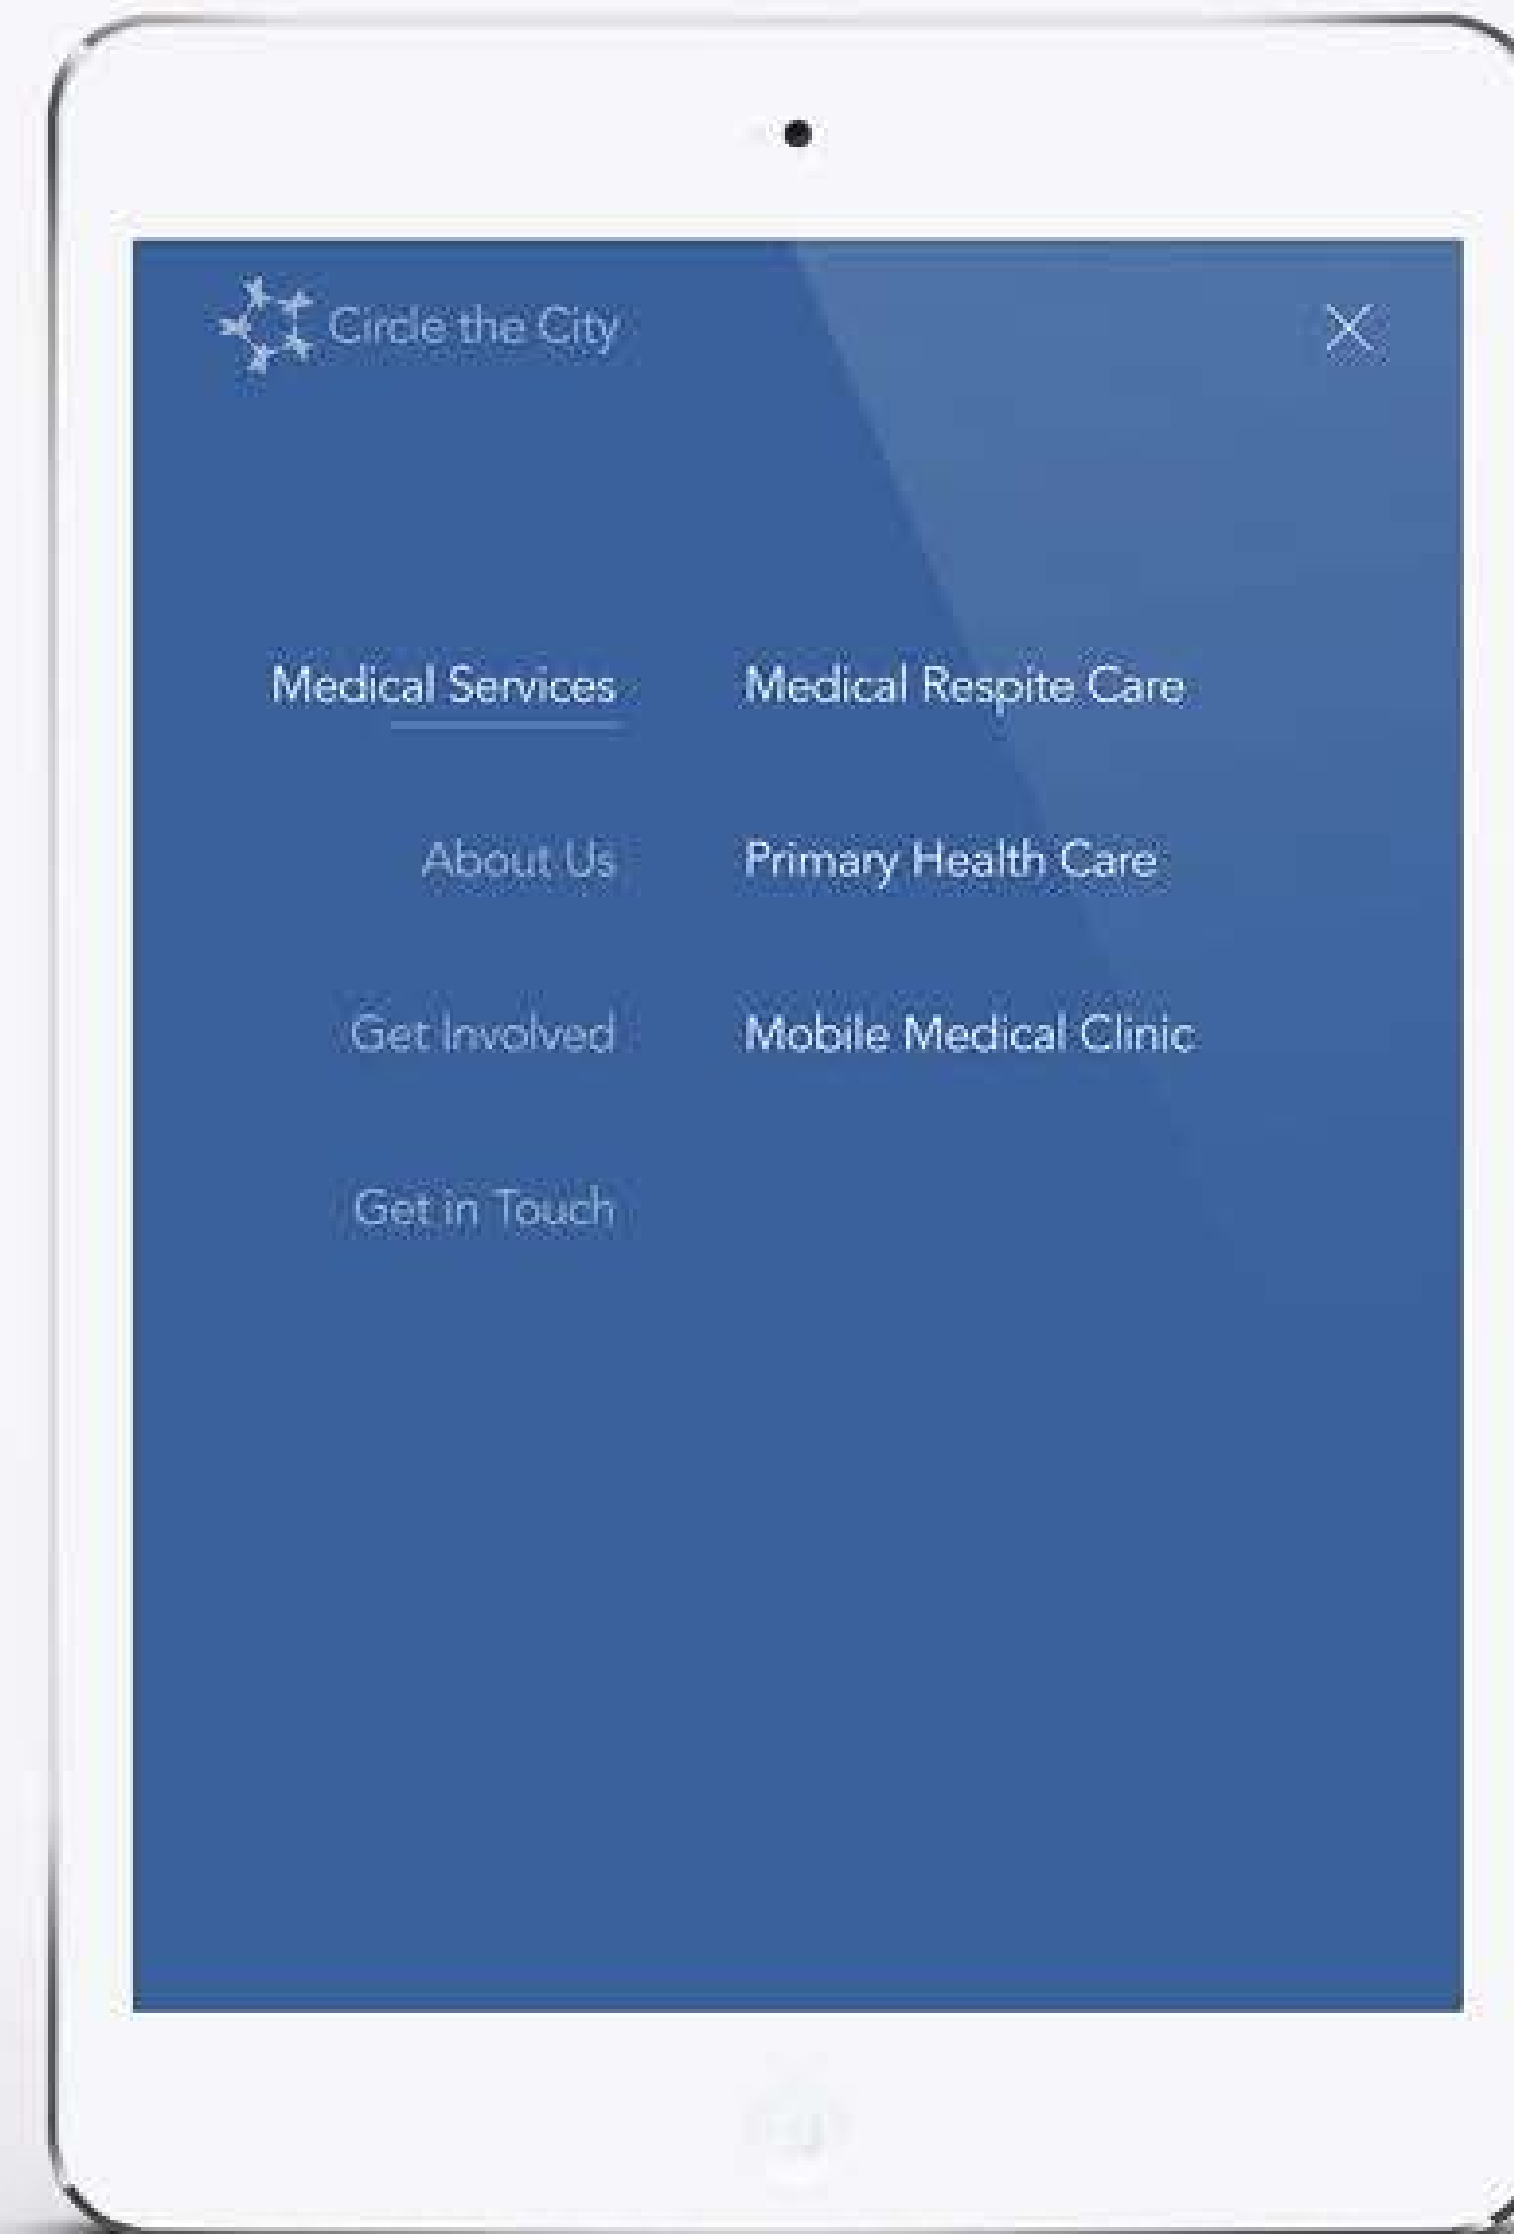 Circle the City
Medical Services
About Us
Get Involved
Get in Touch
Medical Respite Care
Primary Health Care
Mobile Medical Clinic